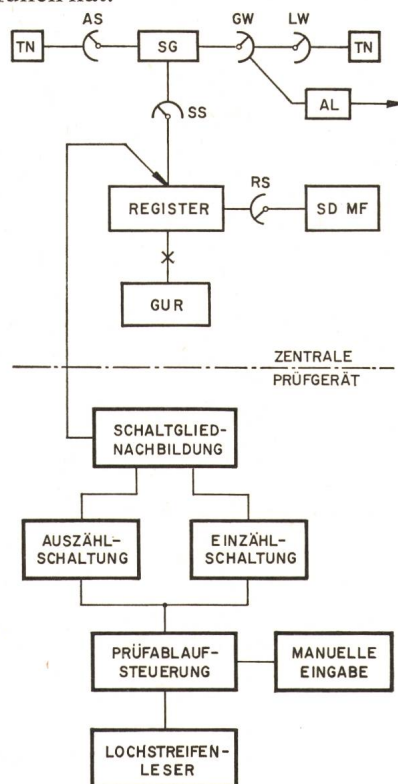 AS
GW
LW
TN
SG
TN
AL
SS
RS
REGISTER
SD MF
GUR
ZENTRALE
PRÜFGERÄT
SCHALTGLIED-
NACHBILDUNG
AUSZÄHL-
SCHALTUNG
EINZÄHL-
SCHALTUNG
PRÜFABLAUF-
STEUERUNG
MANUELLE
EINGABE
LOCHSTREIFEN-
LESER